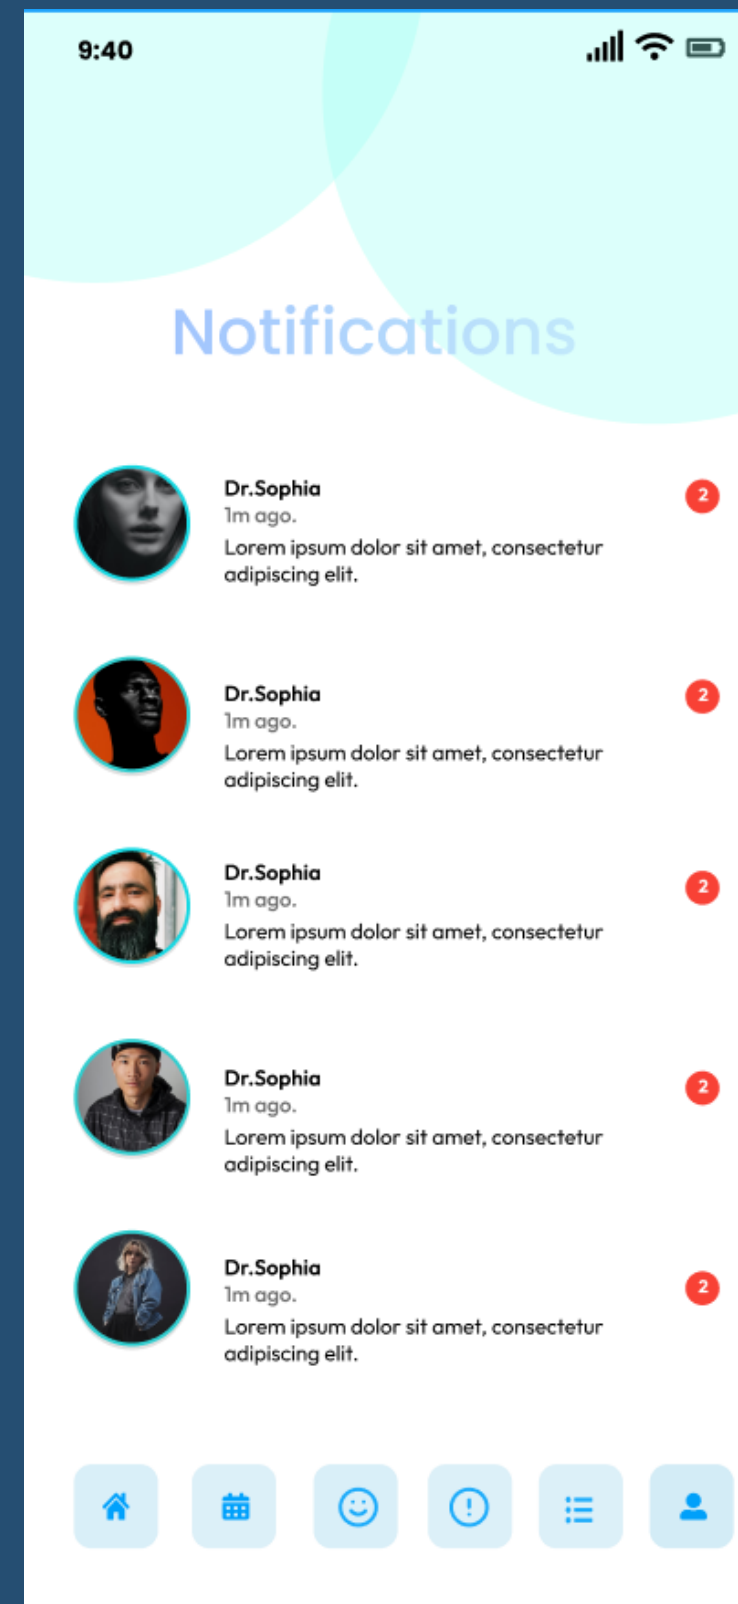 9:40
Notifications
Dr.Sophia
2
1m ago.
Lorem ipsum dolor sit amet, consectetur
adipiscing elit.
Dr.Sophia
2
1m ago.
Lorem ipsum dolor sit amet, consectetur
adipiscing elit.
Dr.Sophia
2
1m ago.
Lorem ipsum dolor sit amet, consectetur
adipiscing elit.
Dr.Sophia
2
1m ago.
Lorem ipsum dolor sit amet, consectetur
adipiscing elit.
Dr.Sophia
2
1m ago.
Lorem ipsum dolor sit amet, consectetur
adipiscing elit.